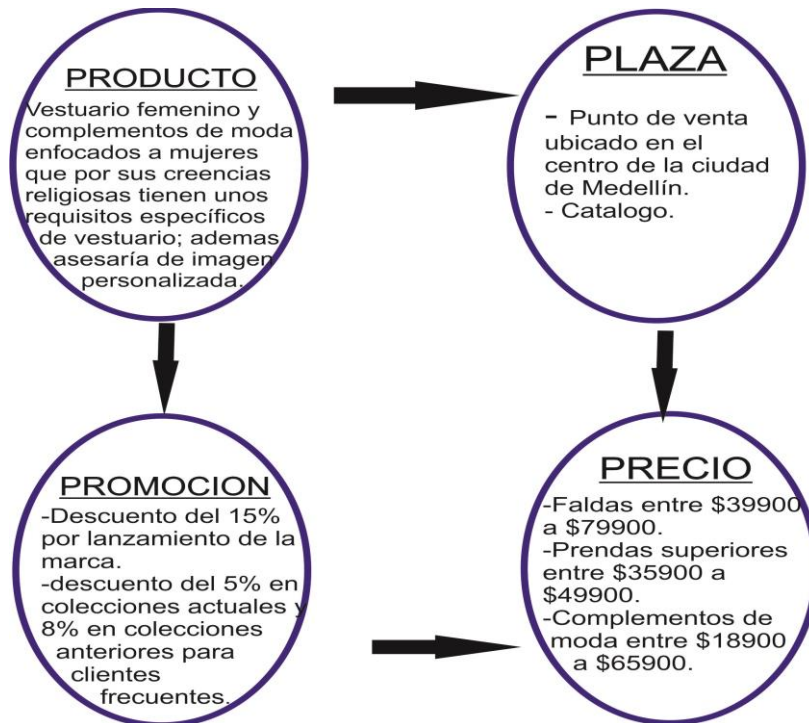 PRODUCTO
Vestuario femenino y
complementos de moda
enfocados a mujeres
que por sus creencias
religiosas tienen unos
requisitos específicos
de vestuario; ademas
asesaría de imagen
personalizada.
PLAZA
- Punto de venta
ubicado en el
centro de la ciudad
de Medellín.
- Catalogo.
PROMOCION
-Descuento del 15%
por lanzamiento de la
marca.
-descuento del 5% en
colecciones actuales y
8% en colecciones
anteriores para
clientes
frecuentes.
PRECIO
-Faldas entre $39900
a $79900.
-Prendas superiores
entre $35900 a
$49900.
-Complementos de
moda entre $18900
a $65900.